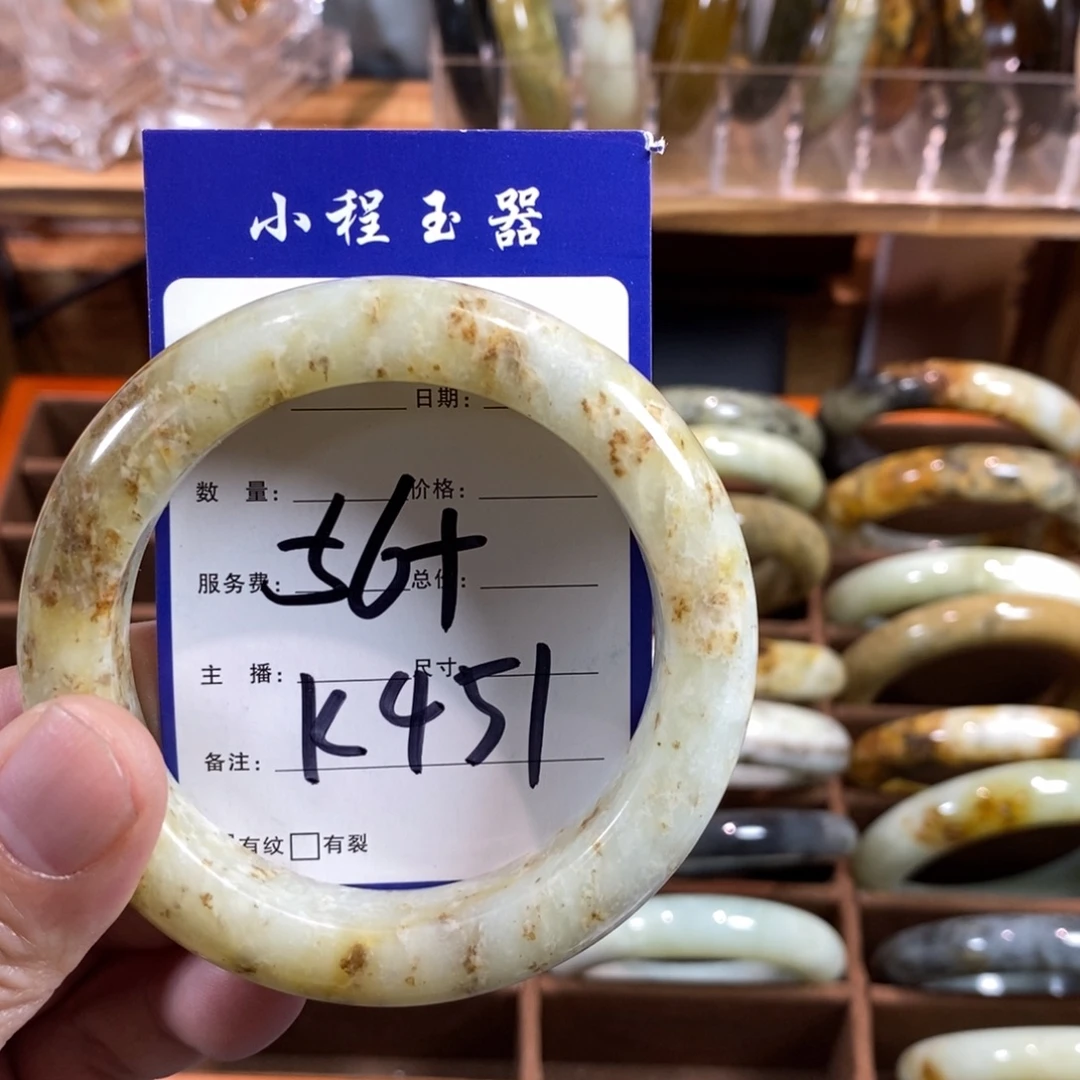 小程玉器
日期：
数 量： 价格：
56+
服务费： 总价：
主 播： 尺寸
K451
备注：
有纹 □有裂